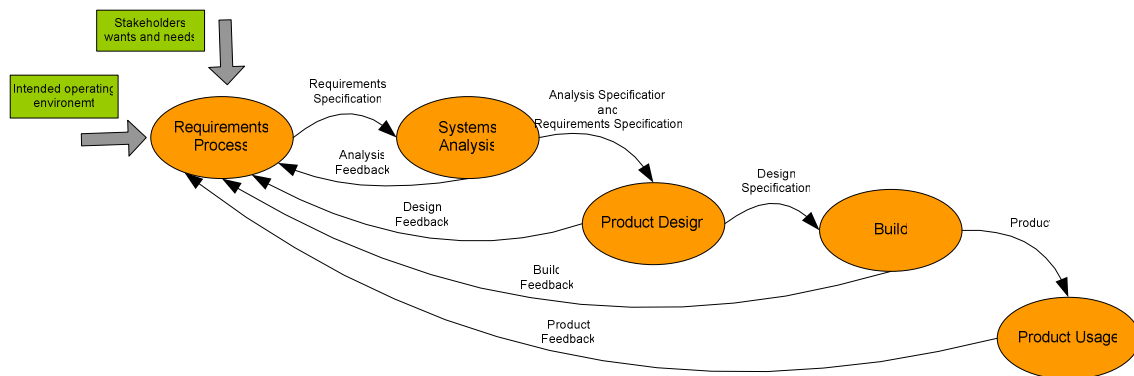 Stakeholders
wants and needs
Intended operating
environemt
Requirements
Process
Requirements
Specification
Systems
Analysis
Analysis Specification
and
Requirements Specification
Analysis
Feedback
Design
Specification
Design
Feedback
Product Design
Build
Product
Build
Feedback
Product
Feedback
Product Usage